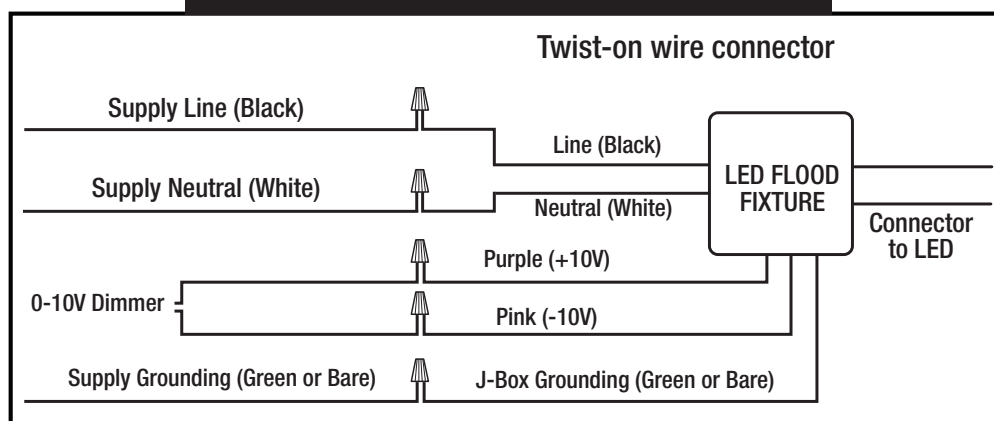 Twist-on wire connector
Supply Line (Black)
Line (Black)
Supply Neutral (White)
Neutral (White)
LED FLOOD
FIXTURE
Connector
to LED
Purple (+10V)
0-10V Dimmer
Pink (-10V)
Supply Grounding (Green or Bare)
J-Box Grounding (Green or Bare)